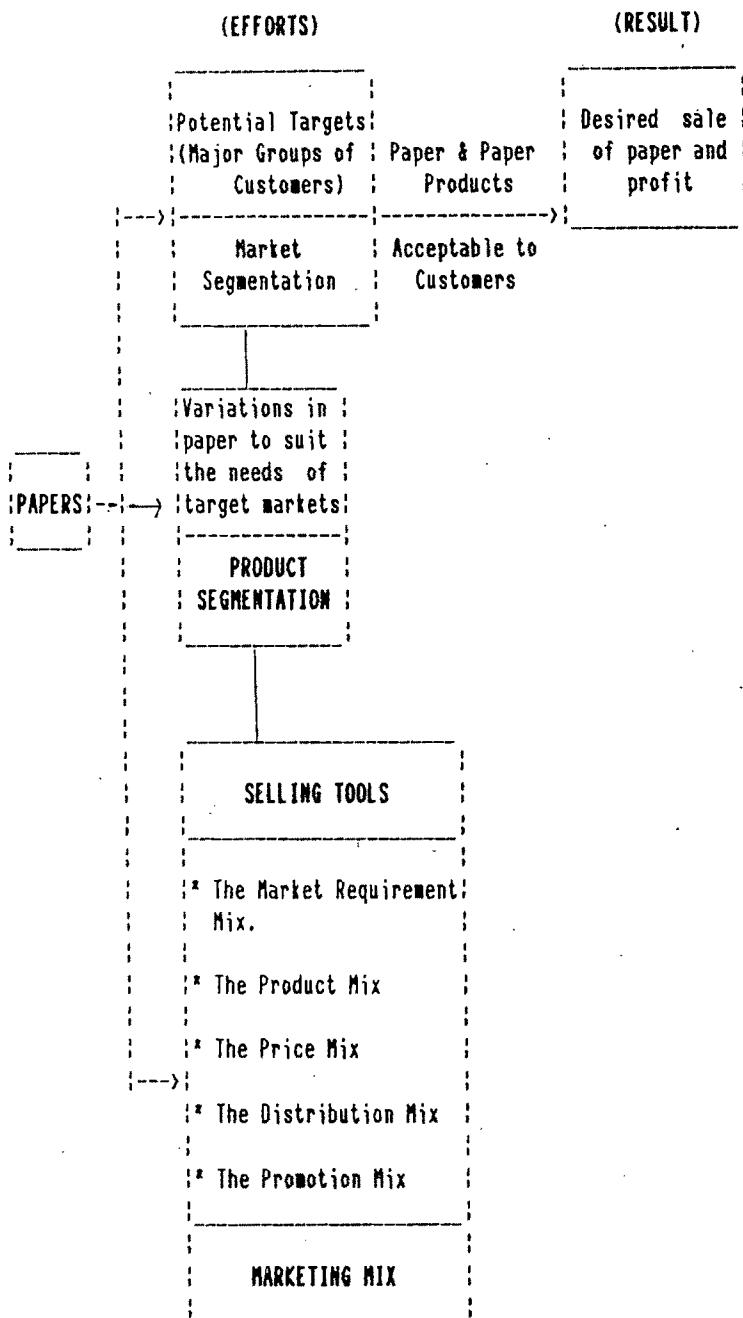 (EFFORTS)
(RESULT)
Potential Targets
(Major Groups of
Customers)
Market
Segmentation
Paper & Paper
Products
Acceptable to
Customers
Desired sale
of paper and
profit
PAPERS
Variations in
paper to suit
the needs of
target markets
PRODUCT
SEGMENTATION
SELLING TOOLS
* The Market Requirement
Mix.
* The Product Mix
* The Price Mix
* The Distribution Mix
* The Promotion Mix
MARKETING MIX